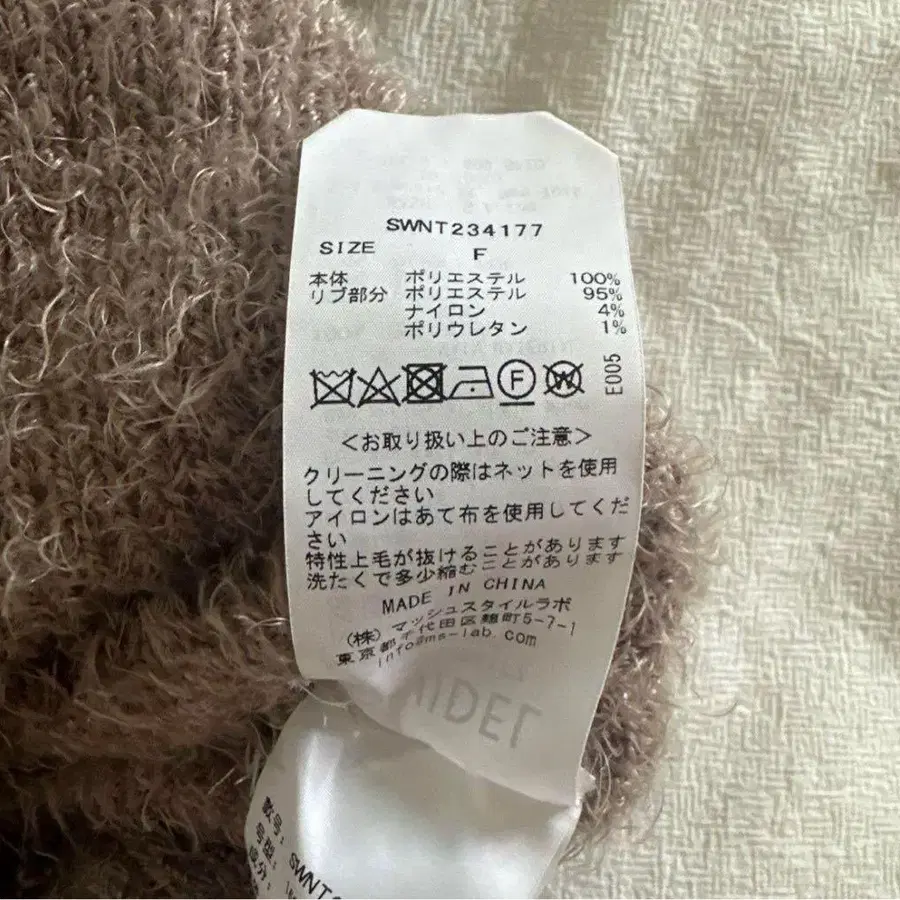 SWNT234177
SIZE F
本体 ポリエステル 100%
リブ部分 ポリエステル 95%
ナイロン 4%
ポリウレタン 1%
F W E005
<お取り扱い上のご注意>
クリーニングの際はネットを使用
してください
アイロンはあて布を使用してくだ
さい
特性上毛が抜けることがあります
洗たくで多少縮むことがあります
MADE IN CHINA
(株) マッシュスタイルラボ
東京都千代田区麹町5-7-1
info@ms-lab.com
款号: SWNT
号型:
成分: